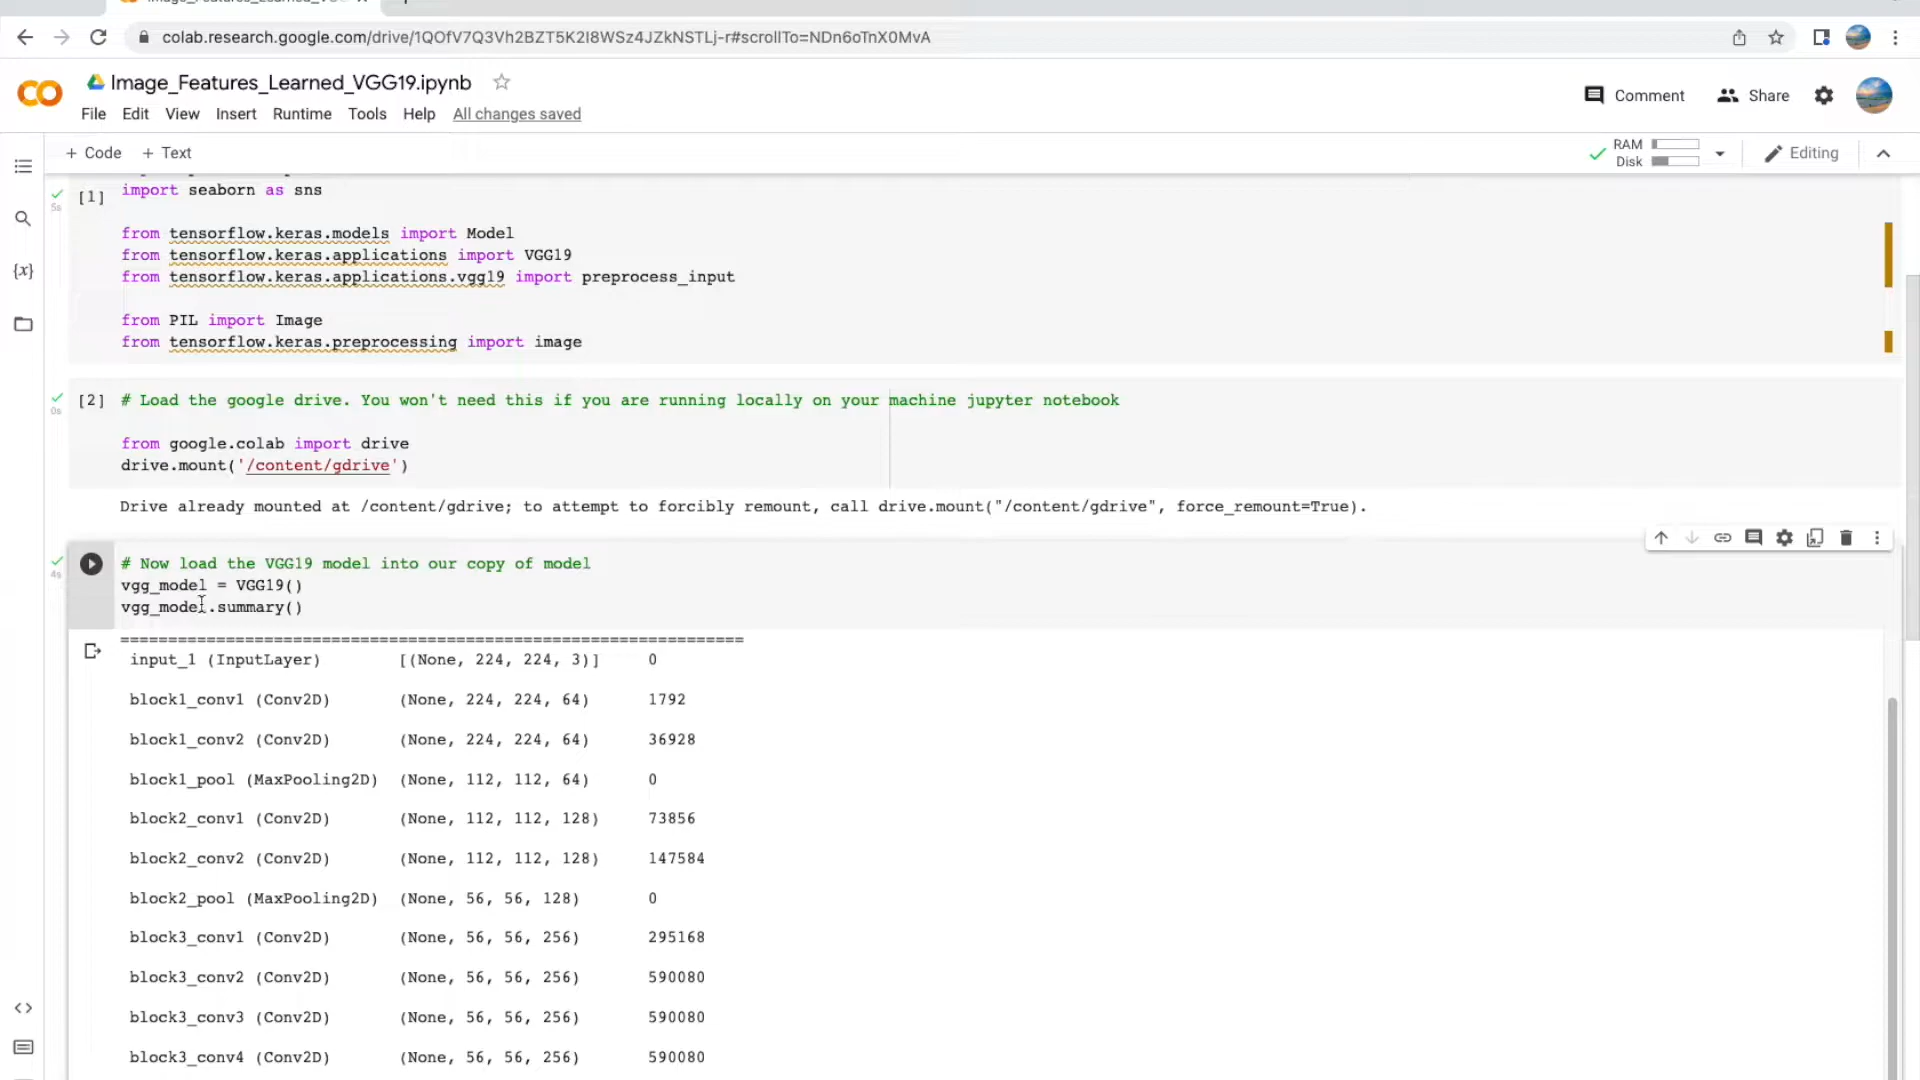 colab.research.google.com/drive/1QOfV7Q3Vh2BZT5K2I8WSz4JZkNSTLj-r#scrollTo=NDn6oTnX0MvA
Image_Features_Learned_VGG19.ipynb
Comment
Share
File Edit View Insert Runtime Tools Help All changes saved
+ Code + Text
RAM
Disk
Editing
5s
[1]
import seaborn as sns
from tensorflow.keras.models import Model
from tensorflow.keras.applications import VGG19
from tensorflow.keras.applications.vgg19 import preprocess_input
from PIL import Image
from tensorflow.keras.preprocessing import image
0s
[2] # Load the google drive. You won't need this if you are running locally on your machine jupyter notebook
from google.colab import drive
drive.mount('/content/gdrive')
Drive already mounted at /content/gdrive; to attempt to forcibly remount, call drive.mount("/content/gdrive", force_remount=True).
4s
# Now load the VGG19 model into our copy of model
vgg_model = VGG19()
vgg_model.summary()
=================================================================
input_1 (InputLayer) [(None, 224, 224, 3)] 0
block1_conv1 (Conv2D) (None, 224, 224, 64) 1792
block1_conv2 (Conv2D) (None, 224, 224, 64) 36928
block1_pool (MaxPooling2D) (None, 112, 112, 64) 0
block2_conv1 (Conv2D) (None, 112, 112, 128) 73856
block2_conv2 (Conv2D) (None, 112, 112, 128) 147584
block2_pool (MaxPooling2D) (None, 56, 56, 128) 0
block3_conv1 (Conv2D) (None, 56, 56, 256) 295168
block3_conv2 (Conv2D) (None, 56, 56, 256) 590080
block3_conv3 (Conv2D) (None, 56, 56, 256) 590080
block3_conv4 (Conv2D) (None, 56, 56, 256) 590080